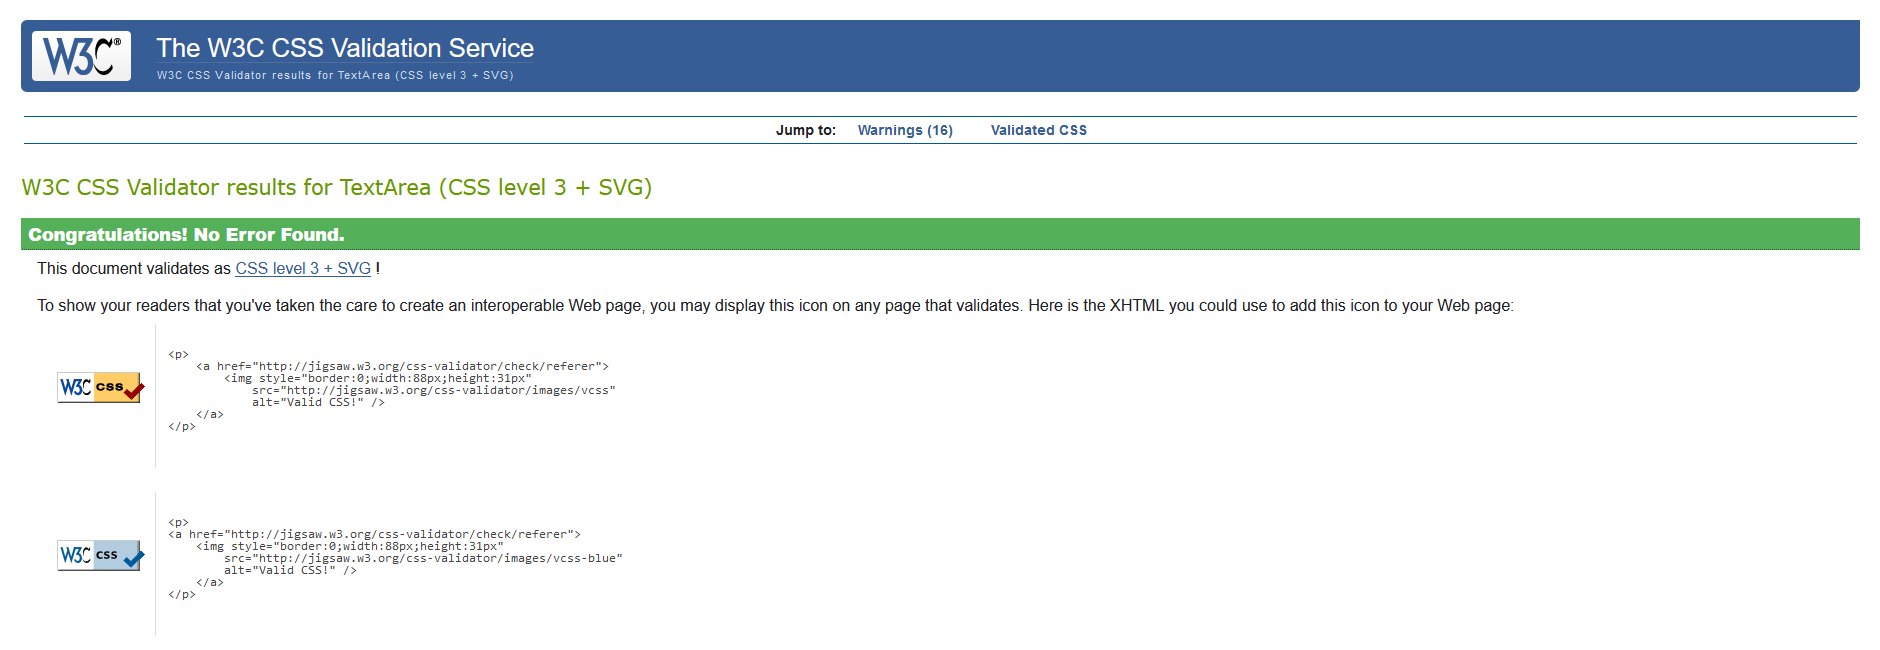 W3C®
The W3C CSS Validation Service
W3C CSS Validator results for TextArea (CSS level 3 + SVG)
Jump to: Warnings (16) Validated CSS
W3C CSS Validator results for TextArea (CSS level 3 + SVG)
Congratulations! No Error Found.
This document validates as CSS level 3 + SVG !
To show your readers that you've taken the care to create an interoperable Web page, you may display this icon on any page that validates. Here is the XHTML you could use to add this icon to your Web page:
W3C css
<p>
    <a href="http://jigsaw.w3.org/css-validator/check/referer">
        <img style="border:0;width:88px;height:31px"
            src="http://jigsaw.w3.org/css-validator/images/vcss"
            alt="Valid CSS!" />
    </a>
</p>
W3C css
<p>
<a href="http://jigsaw.w3.org/css-validator/check/referer">
    <img style="border:0;width:88px;height:31px"
        src="http://jigsaw.w3.org/css-validator/images/vcss-blue"
        alt="Valid CSS!" />
    </a>
</p>